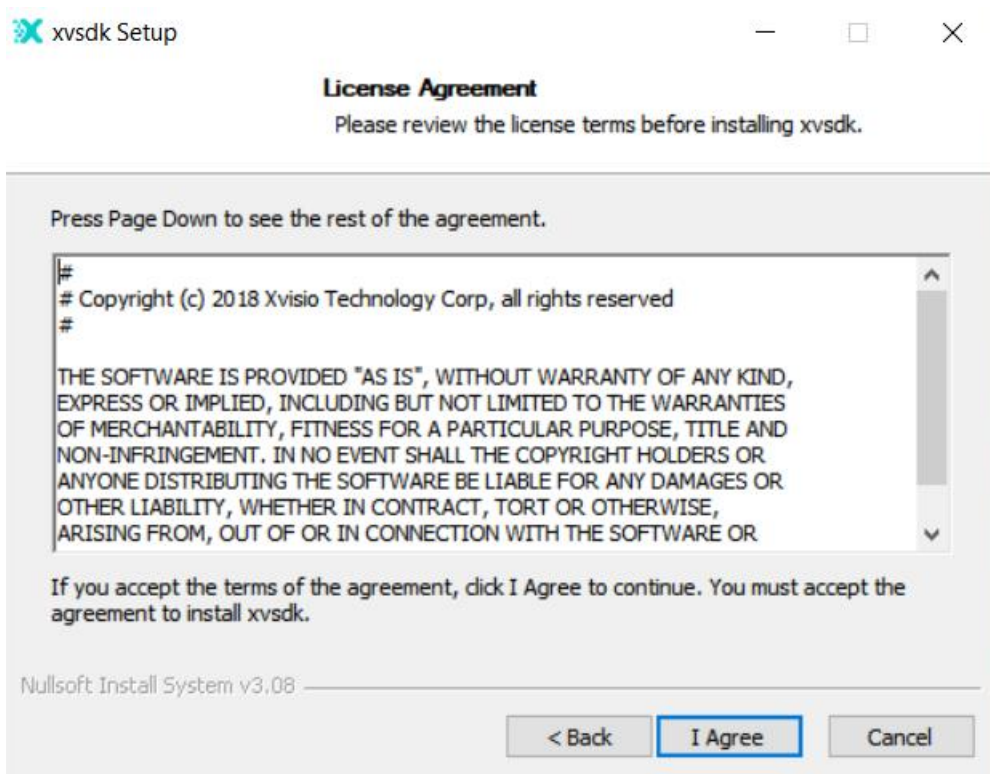 xvsdk Setup
License Agreement
Please review the license terms before installing xvsdk.
Press Page Down to see the rest of the agreement.
#
# Copyright (c) 2018 Xvisio Technology Corp, all rights reserved
#
THE SOFTWARE IS PROVIDED "AS IS", WITHOUT WARRANTY OF ANY KIND,
EXPRESS OR IMPLIED, INCLUDING BUT NOT LIMITED TO THE WARRANTIES
OF MERCHANTABILITY, FITNESS FOR A PARTICULAR PURPOSE, TITLE AND
NON-INFRINGEMENT. IN NO EVENT SHALL THE COPYRIGHT HOLDERS OR
ANYONE DISTRIBUTING THE SOFTWARE BE LIABLE FOR ANY DAMAGES OR
OTHER LIABILITY, WHETHER IN CONTRACT, TORT OR OTHERWISE,
ARISING FROM, OUT OF OR IN CONNECTION WITH THE SOFTWARE OR
If you accept the terms of the agreement, click I Agree to continue. You must accept the
agreement to install xvsdk.
Nullsoft Install System v3.08
< Back I Agree Cancel